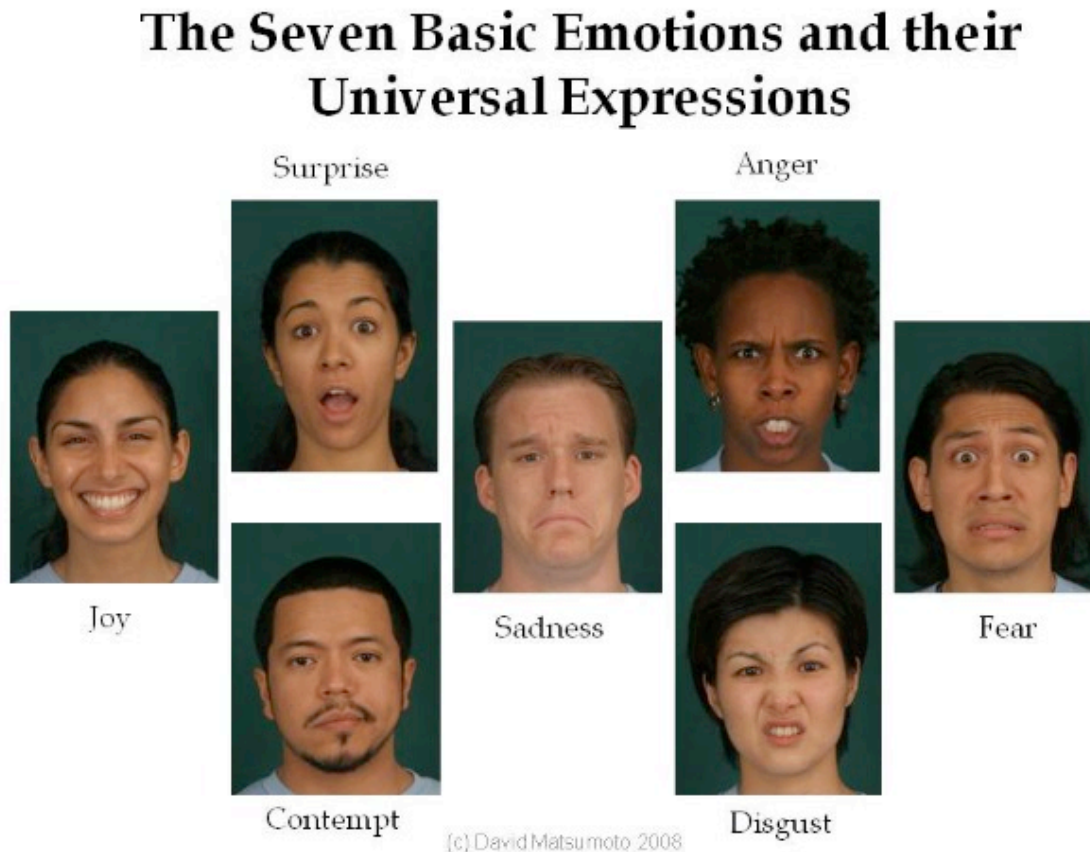 The Seven Basic Emotions and their
Universal Expressions
Surprise
Anger
Joy
Sadness
Fear
Contempt
Disgust
(c) David Matsumoto 2008